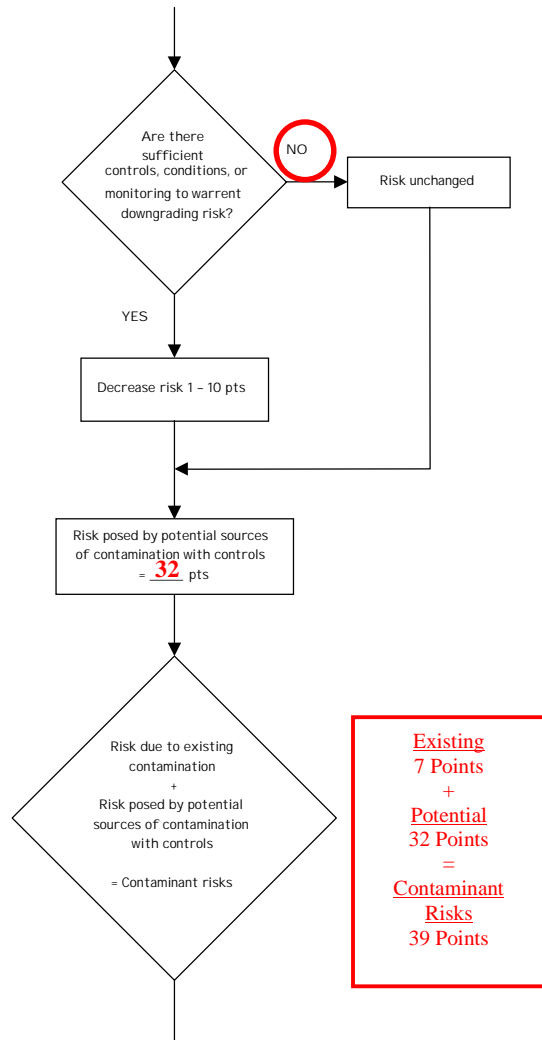 Are there
sufficient
controls, conditions, or
monitoring to warrent
downgrading risk?
NO
Risk unchanged
YES
Decrease risk 1 – 10 pts
Risk posed by potential sources
of contamination with controls
= 32 pts
Risk due to existing
contamination
+
Risk posed by potential
sources of contamination
with controls
= Contaminant risks
Existing
7 Points
+
Potential
32 Points
=
Contaminant
Risks
39 Points